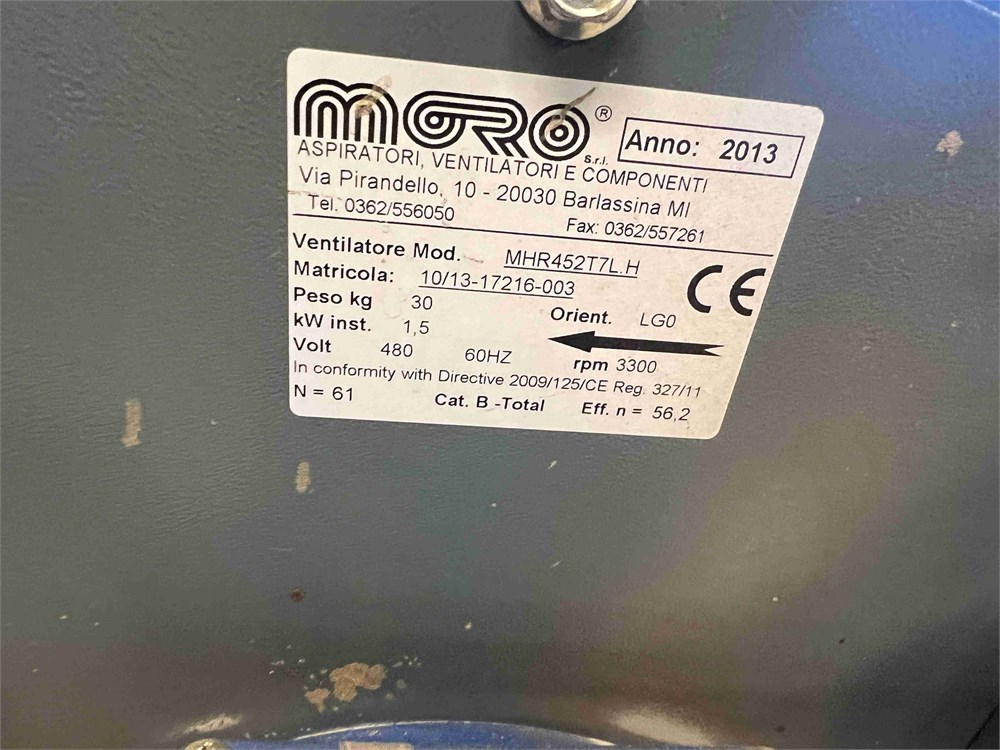 MORO ®
s.r.l.
Anno: 2013
ASPIRATORI, VENTILATORI E COMPONENTI
Via Pirandello, 10 - 20030 Barlassina MI
Tel. 0362/556050 Fax: 0362/557261
Ventilatore Mod. MHR452T7L.H
Matricola: 10/13-17216-003
CE
Peso kg 30 Orient. LG0
kW inst. 1,5
Volt 480 60HZ rpm 3300
In conformity with Directive 2009/125/CE Reg. 327/11
N = 61 Cat. B -Total Eff. n = 56,2